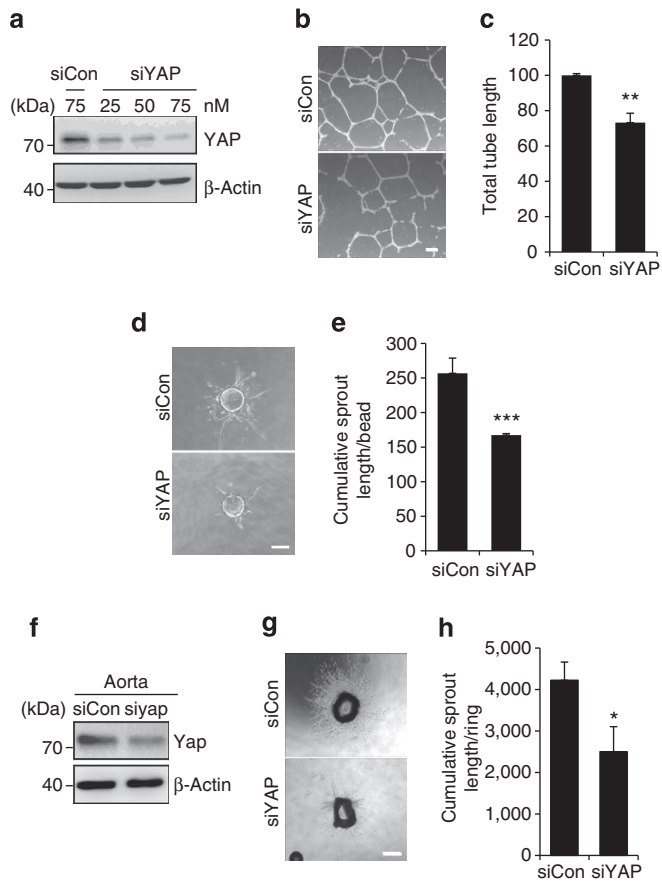 a
siCon siYAP
(kDa) 75 25 50 75 nM
70 YAP
40 β-Actin
b
siCon
siYAP
c
Total tube length
120
100
80
60
40
20
0
**
siCon siYAP
d
siCon
siYAP
e
Cumulative sprout
length/bead
300
250
200
150
100
50
0
***
siCon siYAP
f
Aorta
(kDa) siCon siyap
70 Yap
40 β-Actin
g
siCon
siYAP
h
Cumulative sprout
length/ring
5,000
4,000
3,000
2,000
1,000
0
*
siCon siYAP